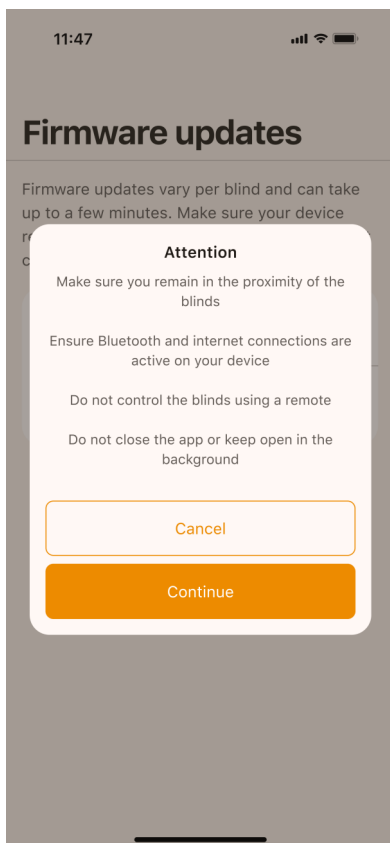 11:47
Firmware updates
Firmware updates vary per blind and can take
up to a few minutes. Make sure your device
Attention
Make sure you remain in the proximity of the
blinds
Ensure Bluetooth and internet connections are
active on your device
Do not control the blinds using a remote
Do not close the app or keep open in the
background
Cancel
Continue